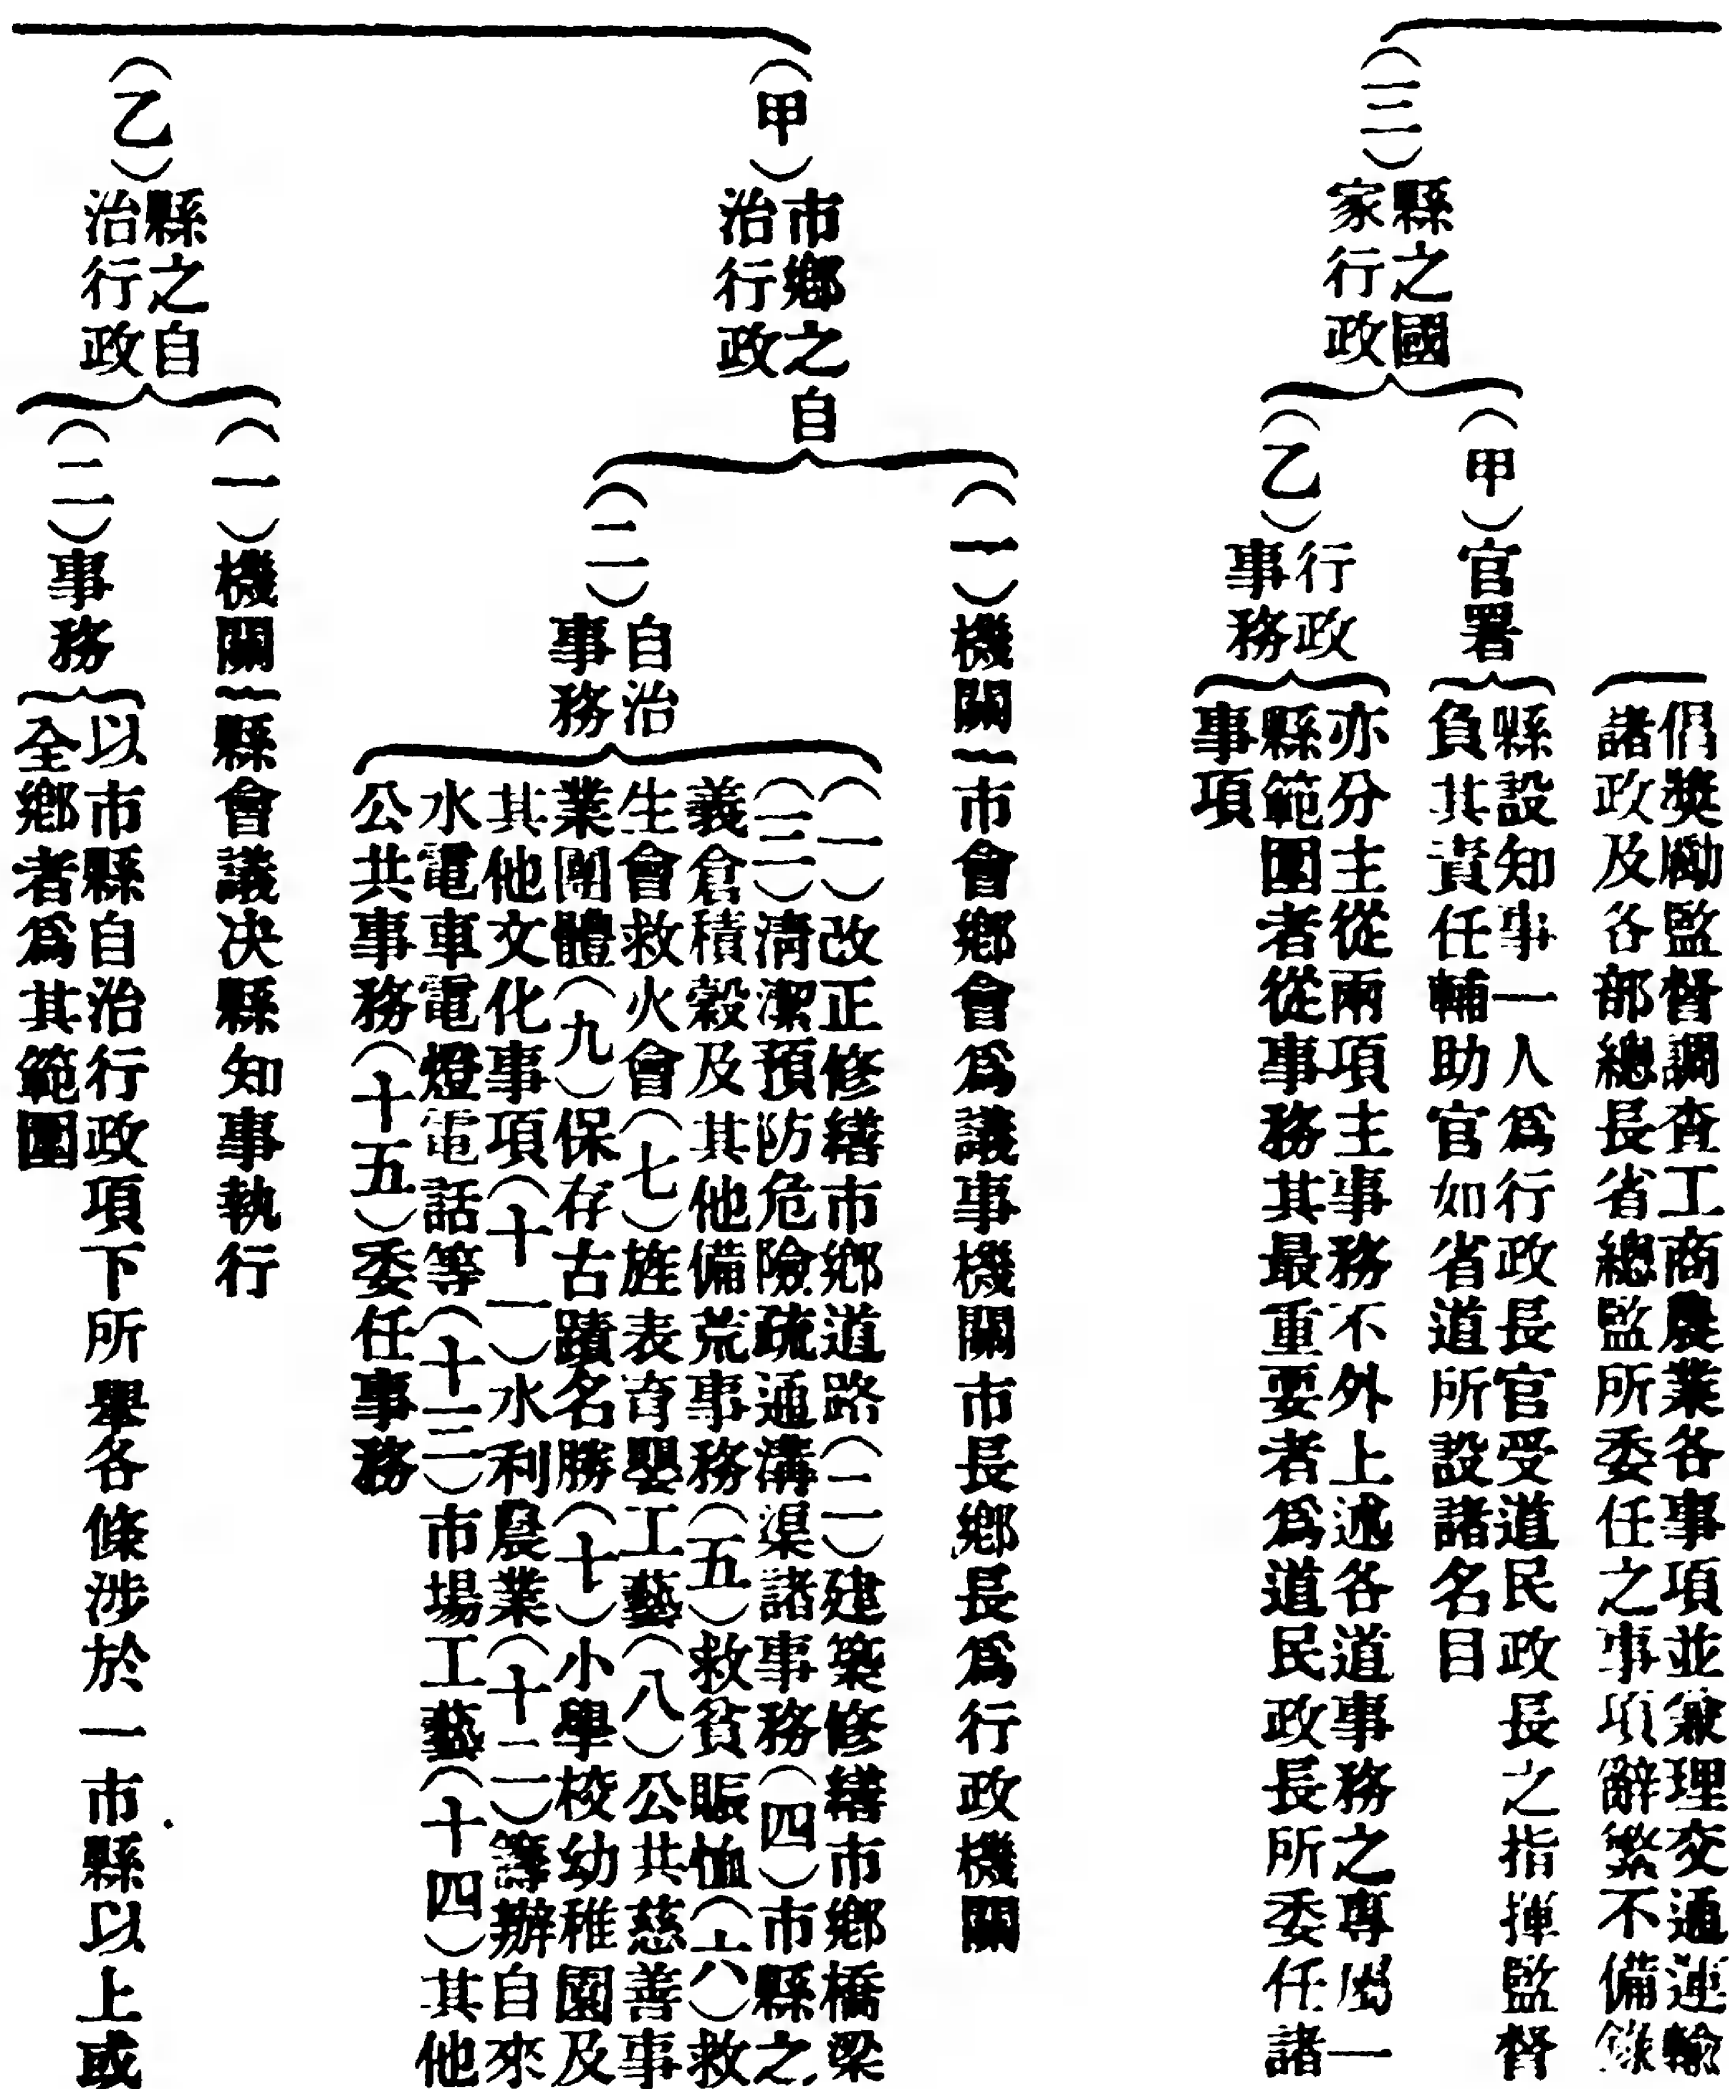 侶獎勵監督調査工商農業各事項並兼理交通運輸
諸政及各部總長省總監所委任之事項辭繁不備錄
(三)
縣之國
家行政
(甲)官署
縣設知事一人爲行政長官受道民政長之指揮監督
負其責任輔助官如省道所設諸名目
(乙)
行政
事務
亦分主從兩項主事務不外上述各道事務之專屬一
縣範圍者從事務其最重要者爲道民政長所委任諸
事項
(甲)
市鄉之自
治行政
(一)機關
市會鄉會爲議事機關市長鄉長爲行政機關
(二)
自治
事務
(一)改正修繕市鄉道路(二)建築修繕市鄉橋梁
(三)淸潔預防危險疏通溝渠諸事務(四)市縣之
義倉積穀及其他備荒事務(五)救貧賑恤(六)救
生會救火會(七)旌表育嬰工藝(八)公共慈善事
業團體(九)保存古蹟名勝(十)小學校幼稚園及
其他文化事項(十一)水利農業(十二)籌辦自來
水電車電燈電話等(十三)市場工藝(十四)其他
公共事務(十五)委任事務
(乙)
縣之自
治行政
(一)機關
縣會議決縣知事執行
(二)事務
以市縣自治行政項下所舉各條涉於一市縣以上或
全鄉者爲其範圍